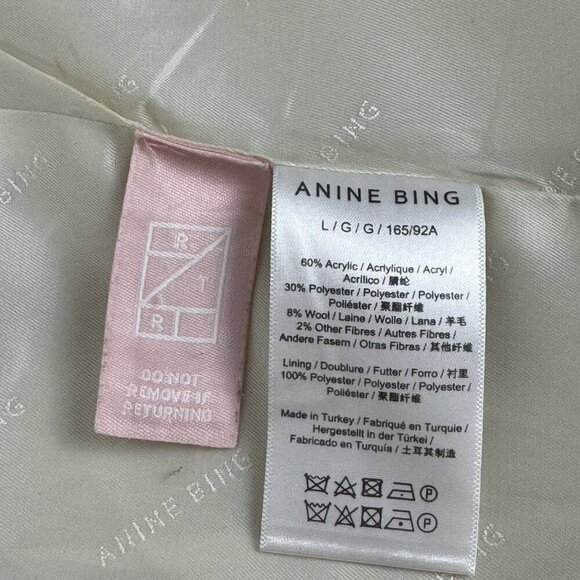 R
T
R
DO NOT
REMOVE IF
RETURNING
ANINE BING
L / G / G / 165/92A
60% Acrylic / Acrylique / Acryl /
Acrílico / 腈纶
30% Polyester / Polyester / Polyester /
Poliéster / 聚酯纤维
8% Wool / Laine / Wolle / Lana / 羊毛
2% Other Fibres / Autres Fibres /
Andere Fasern / Otras Fibras / 其他纤维
Lining / Doublure / Futter / Forro / 衬里
100% Polyester / Polyester / Polyester /
Poliéster / 聚酯纤维
Made in Turkey / Fabriqué en Turquie /
Hergestellt in der Türkei /
Fabricado en Turquía / 土耳其制造
P
P
ANINE BING
BING
ANINE BING
ANINE BING
ANINE